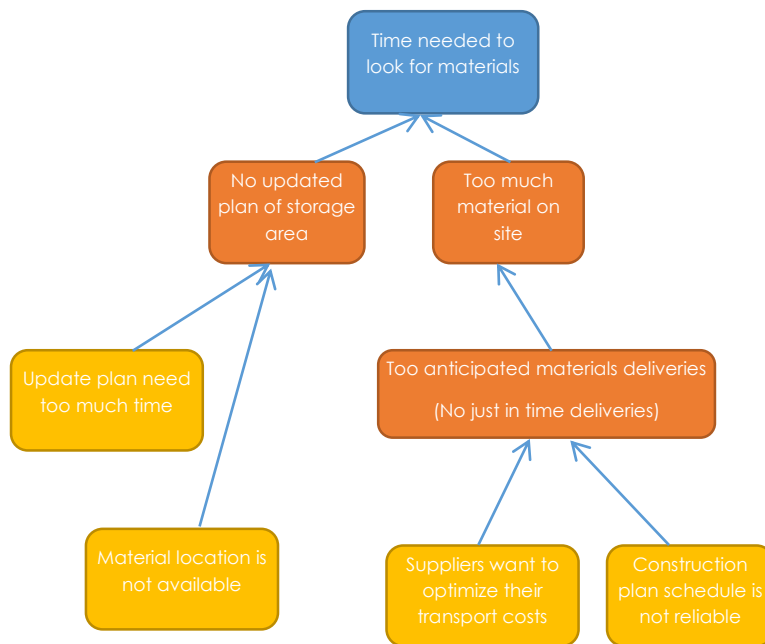 Time needed to
look for materials
No updated
plan of storage
area
Too much
material on
site
Update plan need
too much time
Too anticipated materials deliveries
(No just in time deliveries)
Material location is
not available
Suppliers want to
optimize their
transport costs
Construction
plan schedule is
not reliable